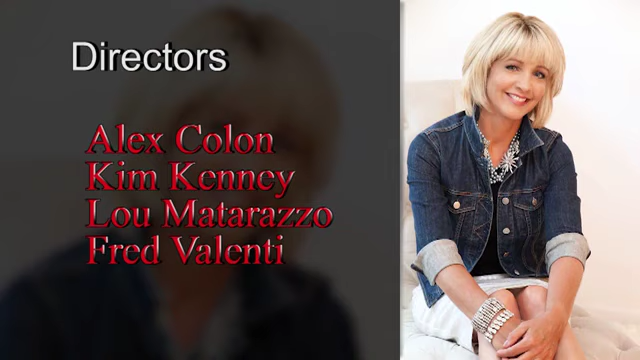 Directors
Alex Colon
Kim Kenney
Lou Matarazzo
Fred Valenti